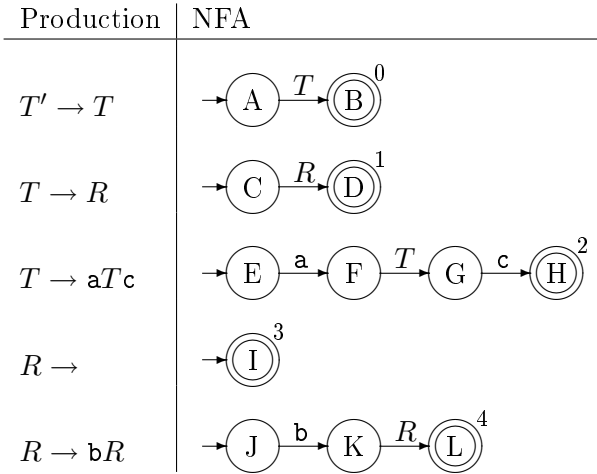 Production NFA
T′ → T A T B 0
T → R C R D 1
T → aTc E a F T G c H 2
R → I 3
R → bR J b K R L 4